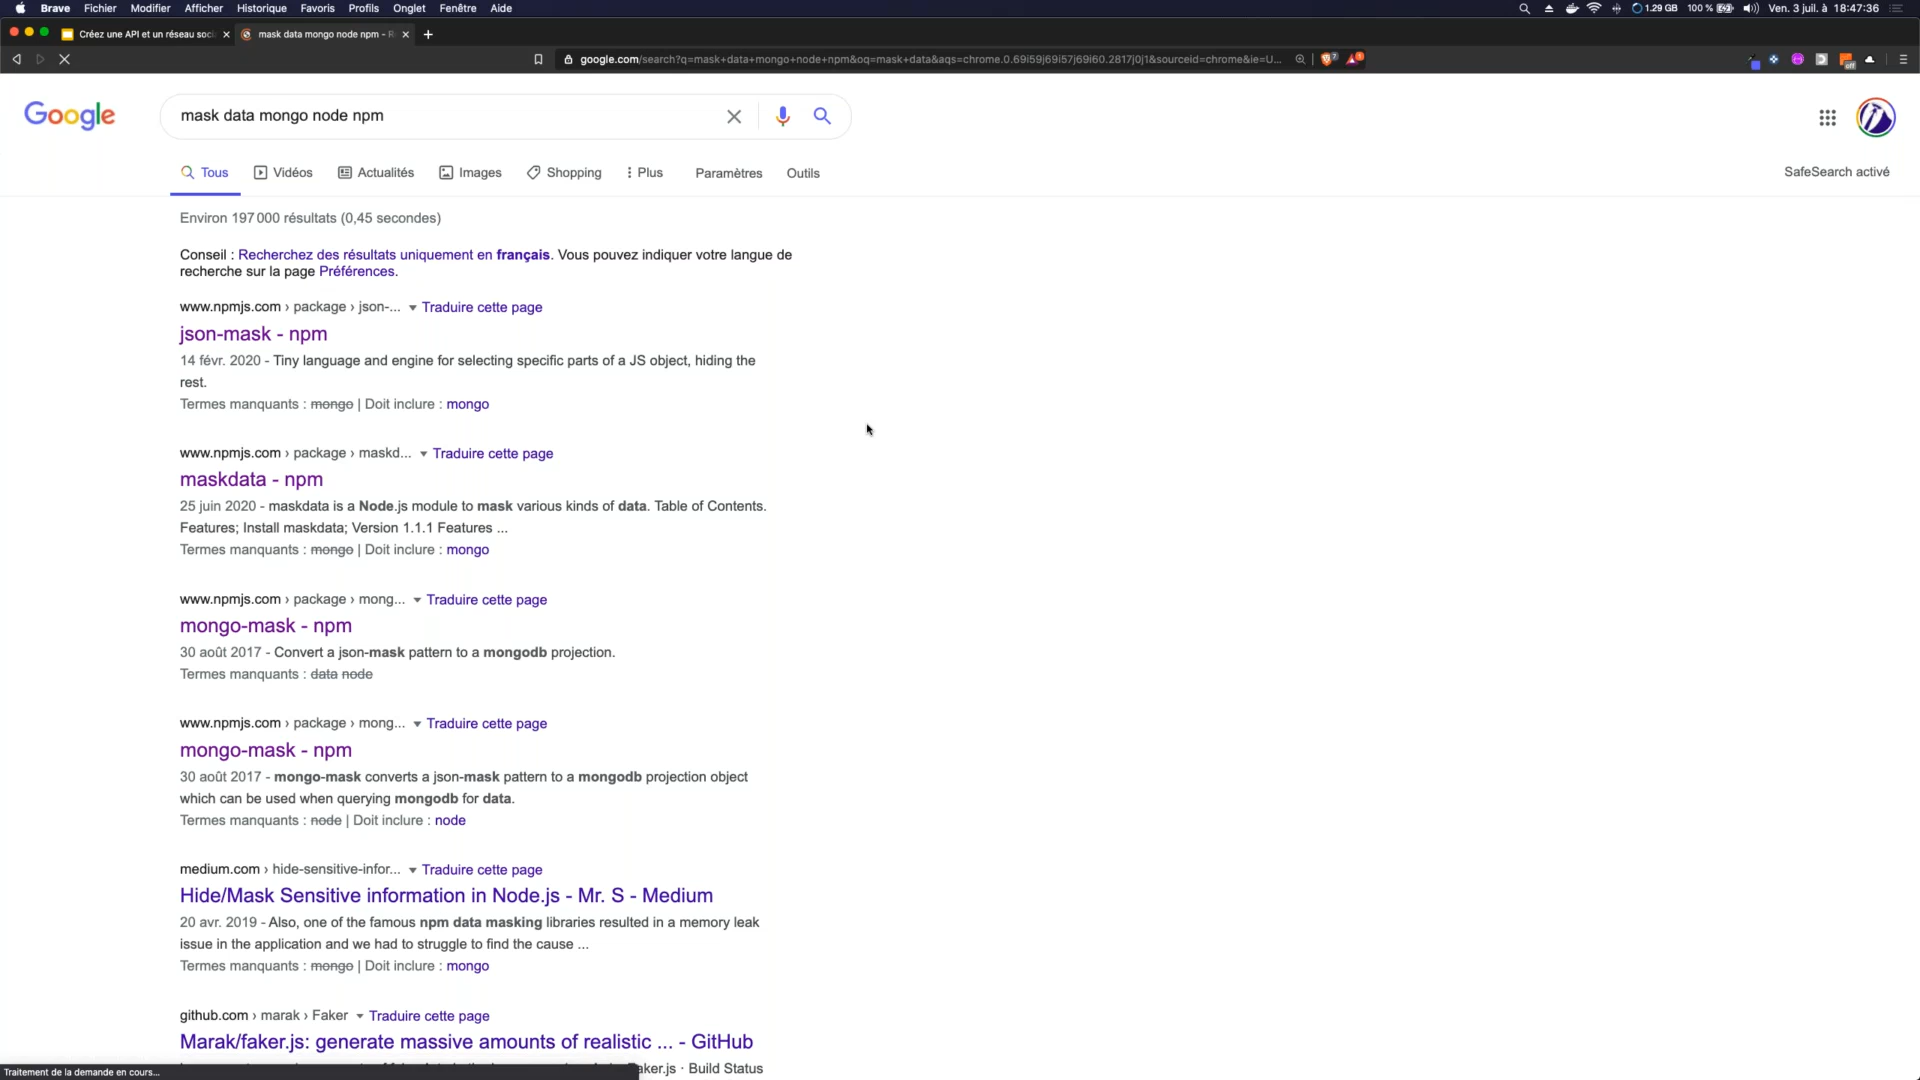 Brave Fichier Modifier Afficher Historique Favoris Profils Onglet Fenêtre Aide 1.29 GB 100 % Ven. 3 juil. à 18:47:36
Créez une API et un réseau soci mask data mongo node npm - R
google.com/search?q=mask+data+mongo+node+npm&oq=mask+data&aqs=chrome.0.69i59j69i57j69i60.2817j0j1&sourceid=chrome&ie=U...
Google mask data mongo node npm
Tous Vidéos Actualités Images Shopping Plus Paramètres Outils SafeSearch activé
Environ 197 000 résultats (0,45 secondes)
Conseil : Recherchez des résultats uniquement en français. Vous pouvez indiquer votre langue de
recherche sur la page Préférences.
www.npmjs.com › package › json-... Traduire cette page
json-mask - npm
14 févr. 2020 - Tiny language and engine for selecting specific parts of a JS object, hiding the
rest.
Termes manquants : mongo | Doit inclure : mongo
www.npmjs.com › package › maskd... Traduire cette page
maskdata - npm
25 juin 2020 - maskdata is a Node.js module to mask various kinds of data. Table of Contents.
Features; Install maskdata; Version 1.1.1 Features ...
Termes manquants : mongo | Doit inclure : mongo
www.npmjs.com › package › mong... Traduire cette page
mongo-mask - npm
30 août 2017 - Convert a json-mask pattern to a mongodb projection.
Termes manquants : data node
www.npmjs.com › package › mong... Traduire cette page
mongo-mask - npm
30 août 2017 - mongo-mask converts a json-mask pattern to a mongodb projection object
which can be used when querying mongodb for data.
Termes manquants : node | Doit inclure : node
medium.com › hide-sensitive-infor... Traduire cette page
Hide/Mask Sensitive information in Node.js - Mr. S - Medium
20 avr. 2019 - Also, one of the famous npm data masking libraries resulted in a memory leak
issue in the application and we had to struggle to find the cause ...
Termes manquants : mongo | Doit inclure : mongo
github.com › marak › Faker Traduire cette page
Marak/faker.js: generate massive amounts of realistic ... - GitHub
aker.js · Build Status
Traitement de la demande en cours...